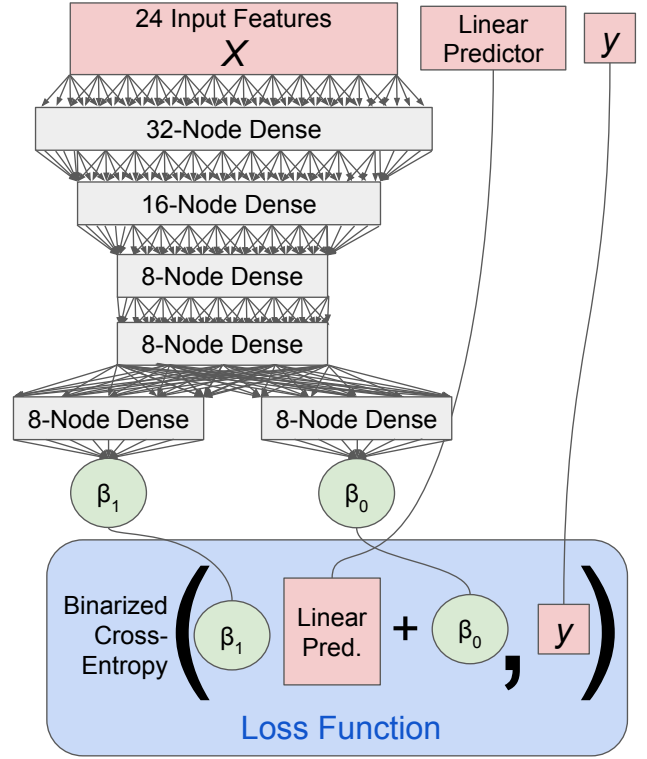 24 Input Features
X
Linear
Predictor
y
32-Node Dense
16-Node Dense
8-Node Dense
8-Node Dense
8-Node Dense
8-Node Dense
β₁
β₀
Binarized
Cross-
Entropy
(
β₁
Linear
Pred.
+
β₀
,
y
)
Loss Function